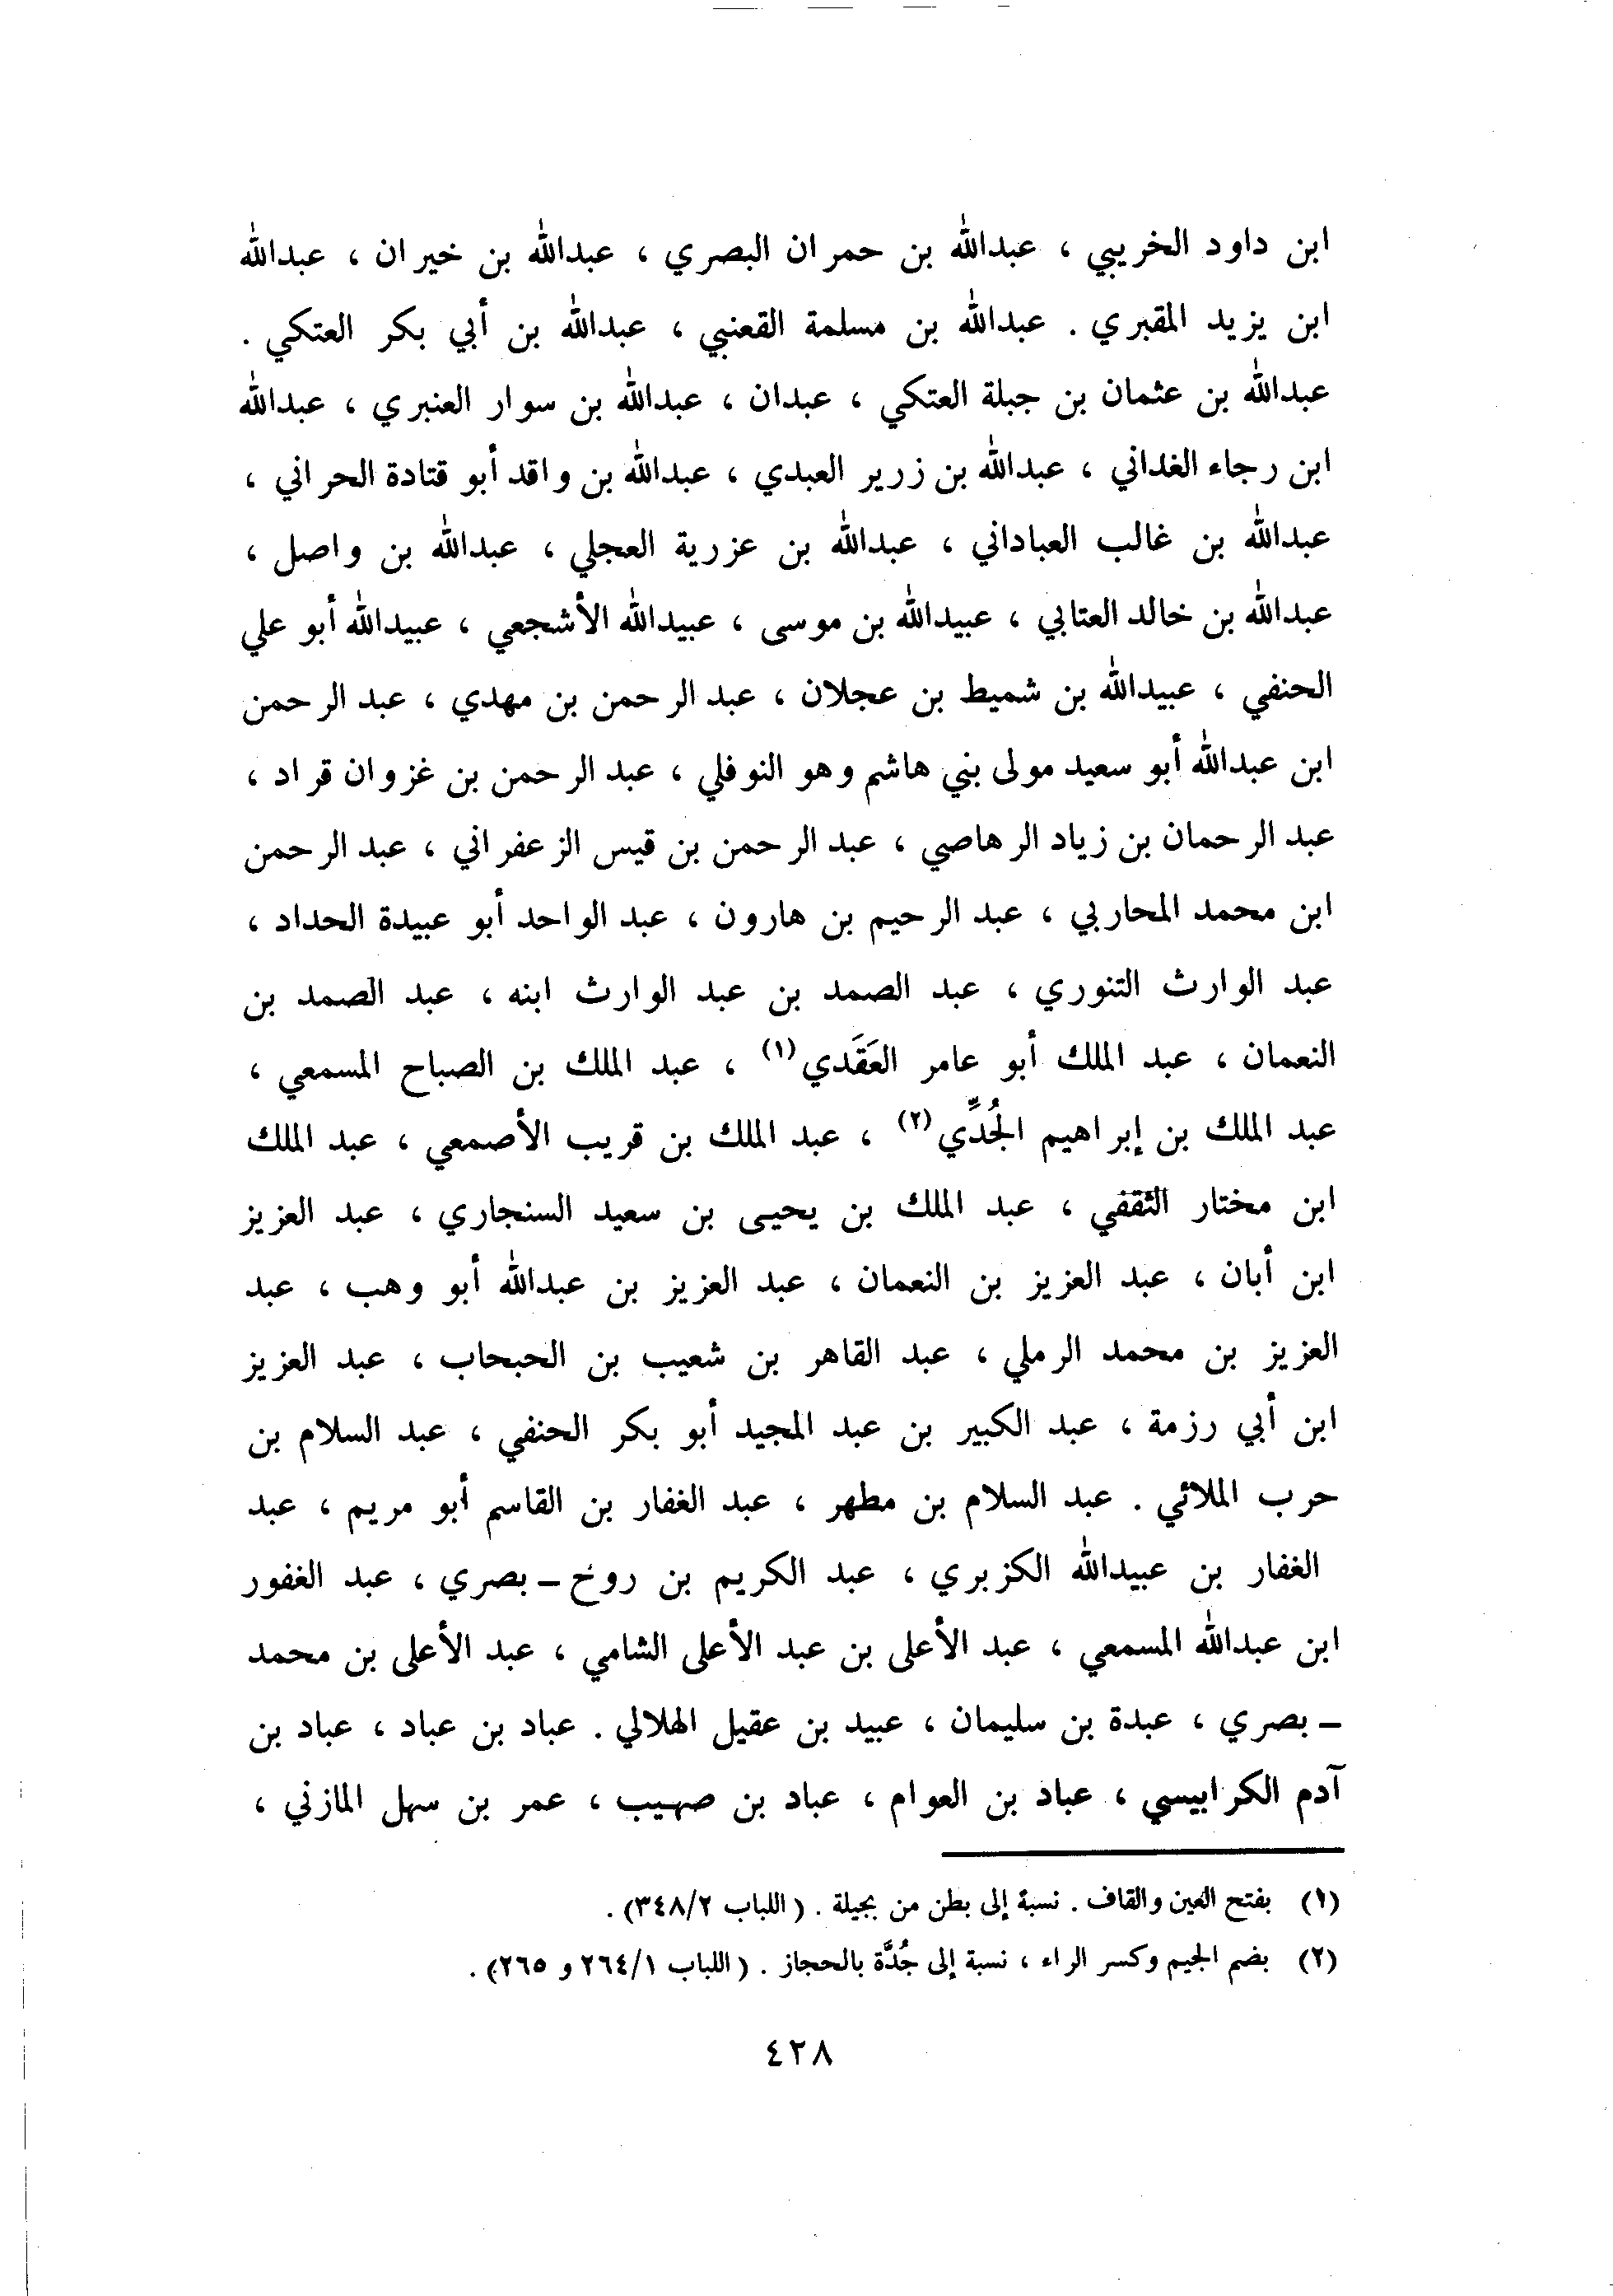 ابن داود الخريبي ، عبدالله بن حمران البصري ، عبدالله بن خيران ، عبدالله
ابن يزيد المقبري . عبدالله بن مسلمة القعنبي ، عبدالله بن أبي بكر العتكي .
عبدالله بن عثمان بن جبلة العتكي ، عبدان ، عبدالله بن سوار العنبري ، عبدالله
ابن رجاء الغداني ، عبدالله بن زرير العبدي ، عبدالله بن واقد أبو قتادة الحراني ،
عبدالله بن غالب العباداني ، عبدالله بن عزرية العجلي ، عبدالله بن واصل ،
عبدالله بن خالد العتابي ، عبيدالله بن موسى ، عبيدالله الأشجعي ، عبيدالله أبو علي
الحنفي ، عبيدالله بن شميط بن عجلان ، عبد الرحمن بن مهدي ، عبد الرحمن
ابن عبدالله أبو سعيد مولى بني هاشم وهو النوفلي ، عبد الرحمن بن غزوان قراد ،
عبد الرحمان بن زياد الرهاصي ، عبد الرحمن بن قيس الزعفراني ، عبد الرحمن
ابن محمد المحاربي ، عبد الرحيم بن هارون ، عبد الواحد أبو عبيدة الحداد ،
عبد الوارث التنوري ، عبد الصمد بن عبد الوارث ابنه ، عبد الصمد بن
النعمان ، عبد الملك أبو عامر العَقَدي (١) ، عبد الملك بن الصباح المسمعي ،
عبد الملك بن إبراهيم الجُدِّي (٢) ، عبد الملك بن قريب الأصمعي ، عبد الملك
ابن مختار الثقفي ، عبد الملك بن يحيى بن سعيد السنجاري ، عبد العزيز
ابن أبان ، عبد العزيز بن النعمان ، عبد العزيز بن عبدالله أبو وهب ، عبد
العزيز بن محمد الرملي ، عبد القاهر بن شعيب بن الحبحاب ، عبد العزيز
ابن أبي رزمة ، عبد الكبير بن عبد المجيد أبو بكر الحنفي ، عبد السلام بن
حرب الملائي . عبد السلام بن مطهر ، عبد الغفار بن القاسم أبو مريم ، عبد
الغفار بن عبيدالله الكزبري ، عبد الكريم بن روخ ـ بصري ، عبد الغفور
ابن عبدالله المسمعي ، عبد الأعلى بن عبد الأعلى الشامي ، عبد الأعلى بن محمد
ـ بصري ، عبدة بن سليمان ، عبيد بن عقيل الهلالي . عباد بن عباد ، عباد بن
آدم الكرابيسي ، عباد بن العوام ، عباد بن صهيب ، عمر بن سهل المازني ،
(١) بفتح العين والقاف . نسبة إلى بطن من بجيلة . (اللباب ٣٤٨/٢) .
(٢) بضم الجيم وكسر الراء ، نسبة إلى جُدَّة بالحجاز . (اللباب ٢٦٤/١ و ٢٦٥) .
٤٢٨